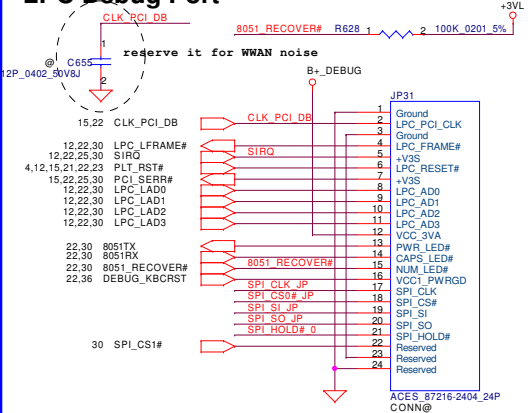 LPC Debug Port
+3VL
CLK_PCI_DB
8051_RECOVER# R628 1 2 100K_0201_5%
1
reserve it for WWAN noise
@ C655
12P_0402_50V8J
2
B+_DEBUG
JP31
15,22 CLK_PCI_DB CLK_PCI_DB
1 Ground
2 LPC_PCI_CLK
3 Ground
12,22,30 LPC_LFRAME# 4 LPC_FRAME#
12,22,25,30 SIRQ SIRQ 5 +V3S
4,12,15,21,22,23 PLT_RST# 6 LPC_RESET#
15,22,25,30 PCI_SERR# 7 +V3S
12,22,30 LPC_LAD0 8 LPC_AD0
12,22,30 LPC_LAD1 9 LPC_AD1
12,22,30 LPC_LAD2 10 LPC_AD2
12,22,30 LPC_LAD3 11 LPC_AD3
12 VCC_3VA
22,30 8051TX 13 PWR_LED#
22,30 8051RX 14 CAPS_LED#
22,30 8051_RECOVER# 8051_RECOVER# 15 NUM_LED#
22,36 DEBUG_KBCRST 16 VCC1_PWRGD
SPI_CLK_JP 17 SPI_CLK
SPI_CS0#_JP 18 SPI_CS#
SPI_SI_JP 19 SPI_SI
SPI_SO_JP 20 SPI_SO
SPI_HOLD#_0 21 SPI_HOLD#
30 SPI_CS1# 22 Reserved
23 Reserved
24 Reserved
ACES_87216-2404_24P
CONN@